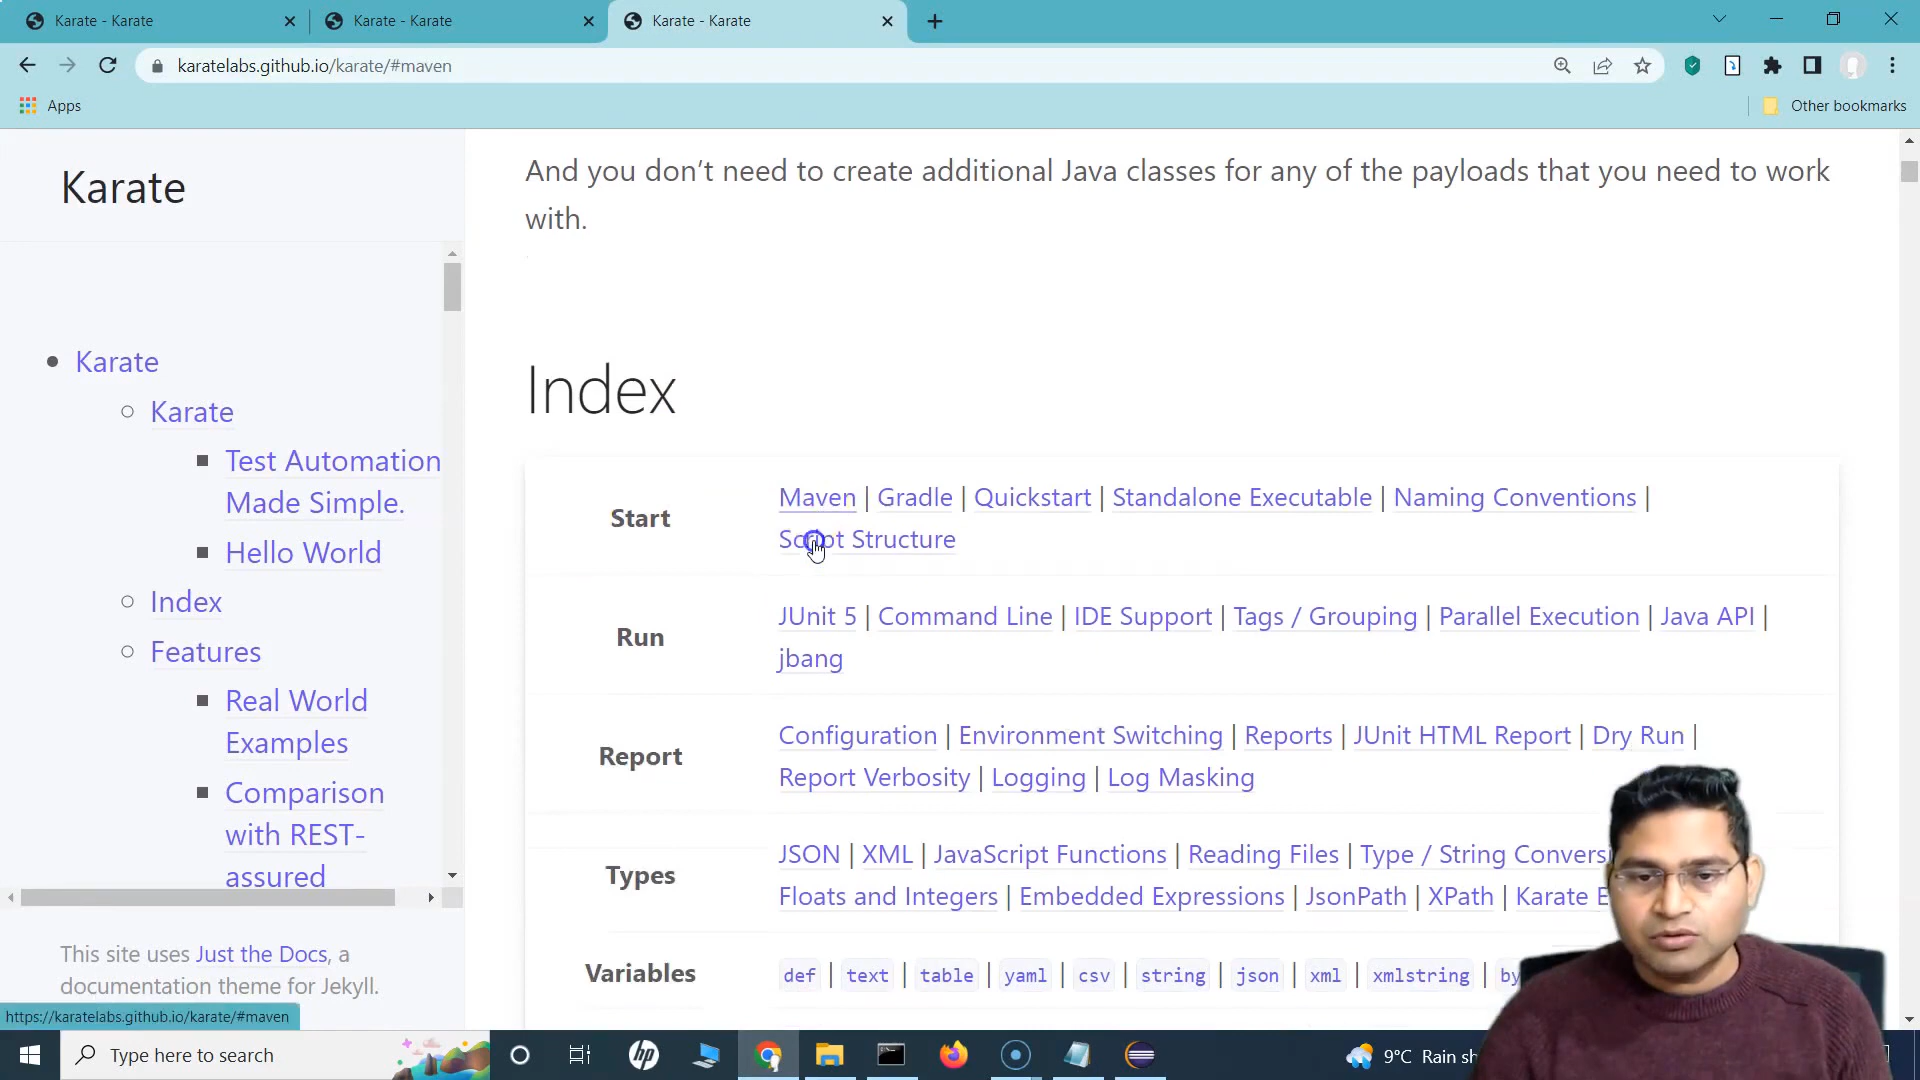 Karate - Karate
Karate - Karate
Karate - Karate
karatelabs.github.io/karate/#maven
Apps
Other bookmarks
Karate
Karate
Karate
Test Automation
Made Simple.
Hello World
Index
Features
Real World
Examples
Comparison
with REST-
assured
This site uses Just the Docs, a
documentation theme for Jekyll.
https://karatelabs.github.io/karate/#maven
And you don’t need to create additional Java classes for any of the payloads that you need to work
with.
Index
Start
Maven | Gradle | Quickstart | Standalone Executable | Naming Conventions |
Script Structure
Run
JUnit 5 | Command Line | IDE Support | Tags / Grouping | Parallel Execution | Java API |
jbang
Report
Configuration | Environment Switching | Reports | JUnit HTML Report | Dry Run |
Report Verbosity | Logging | Log Masking
Types
JSON | XML | JavaScript Functions | Reading Files | Type / String
Floats and Integers | Embedded Expressions | JsonPath | XPath | Karate
Variables
def | text | table | yaml | csv | string | json | xml | xmlstring |
Type here to search
9°C Rain